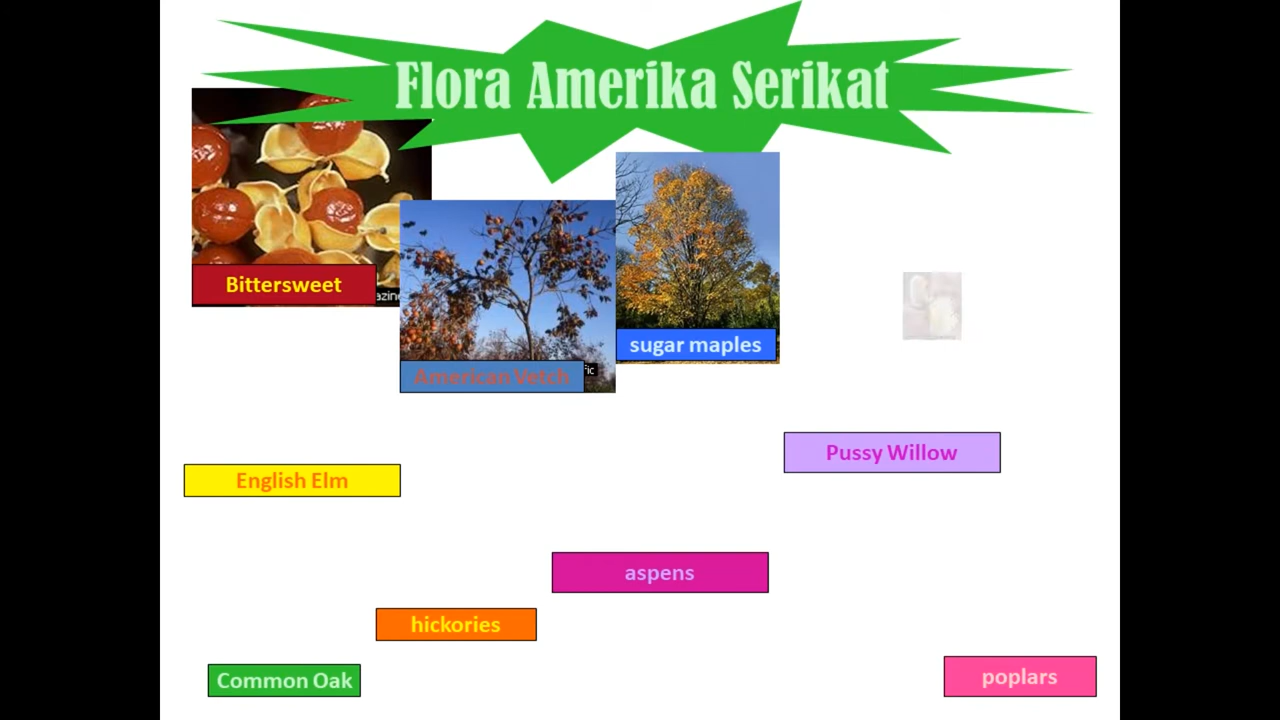 Flora Amerika Serikat
Bittersweet
American Vetch
sugar maples
Pussy Willow
English Elm
aspens
hickories
Common Oak
poplars